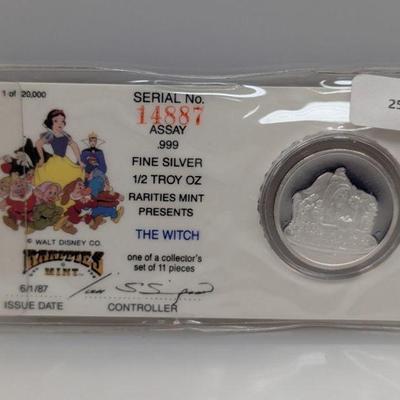 1 of 20,000
SERIAL No.
14887
ASSAY
.999
FINE SILVER
1/2 TROY OZ
RARITIES MINT
PRESENTS
THE WITCH
one of a collector's
set of 11 pieces
© WALT DISNEY CO.
RARITIES
MINT
6/1/87
ISSUE DATE
CONTROLLER
25